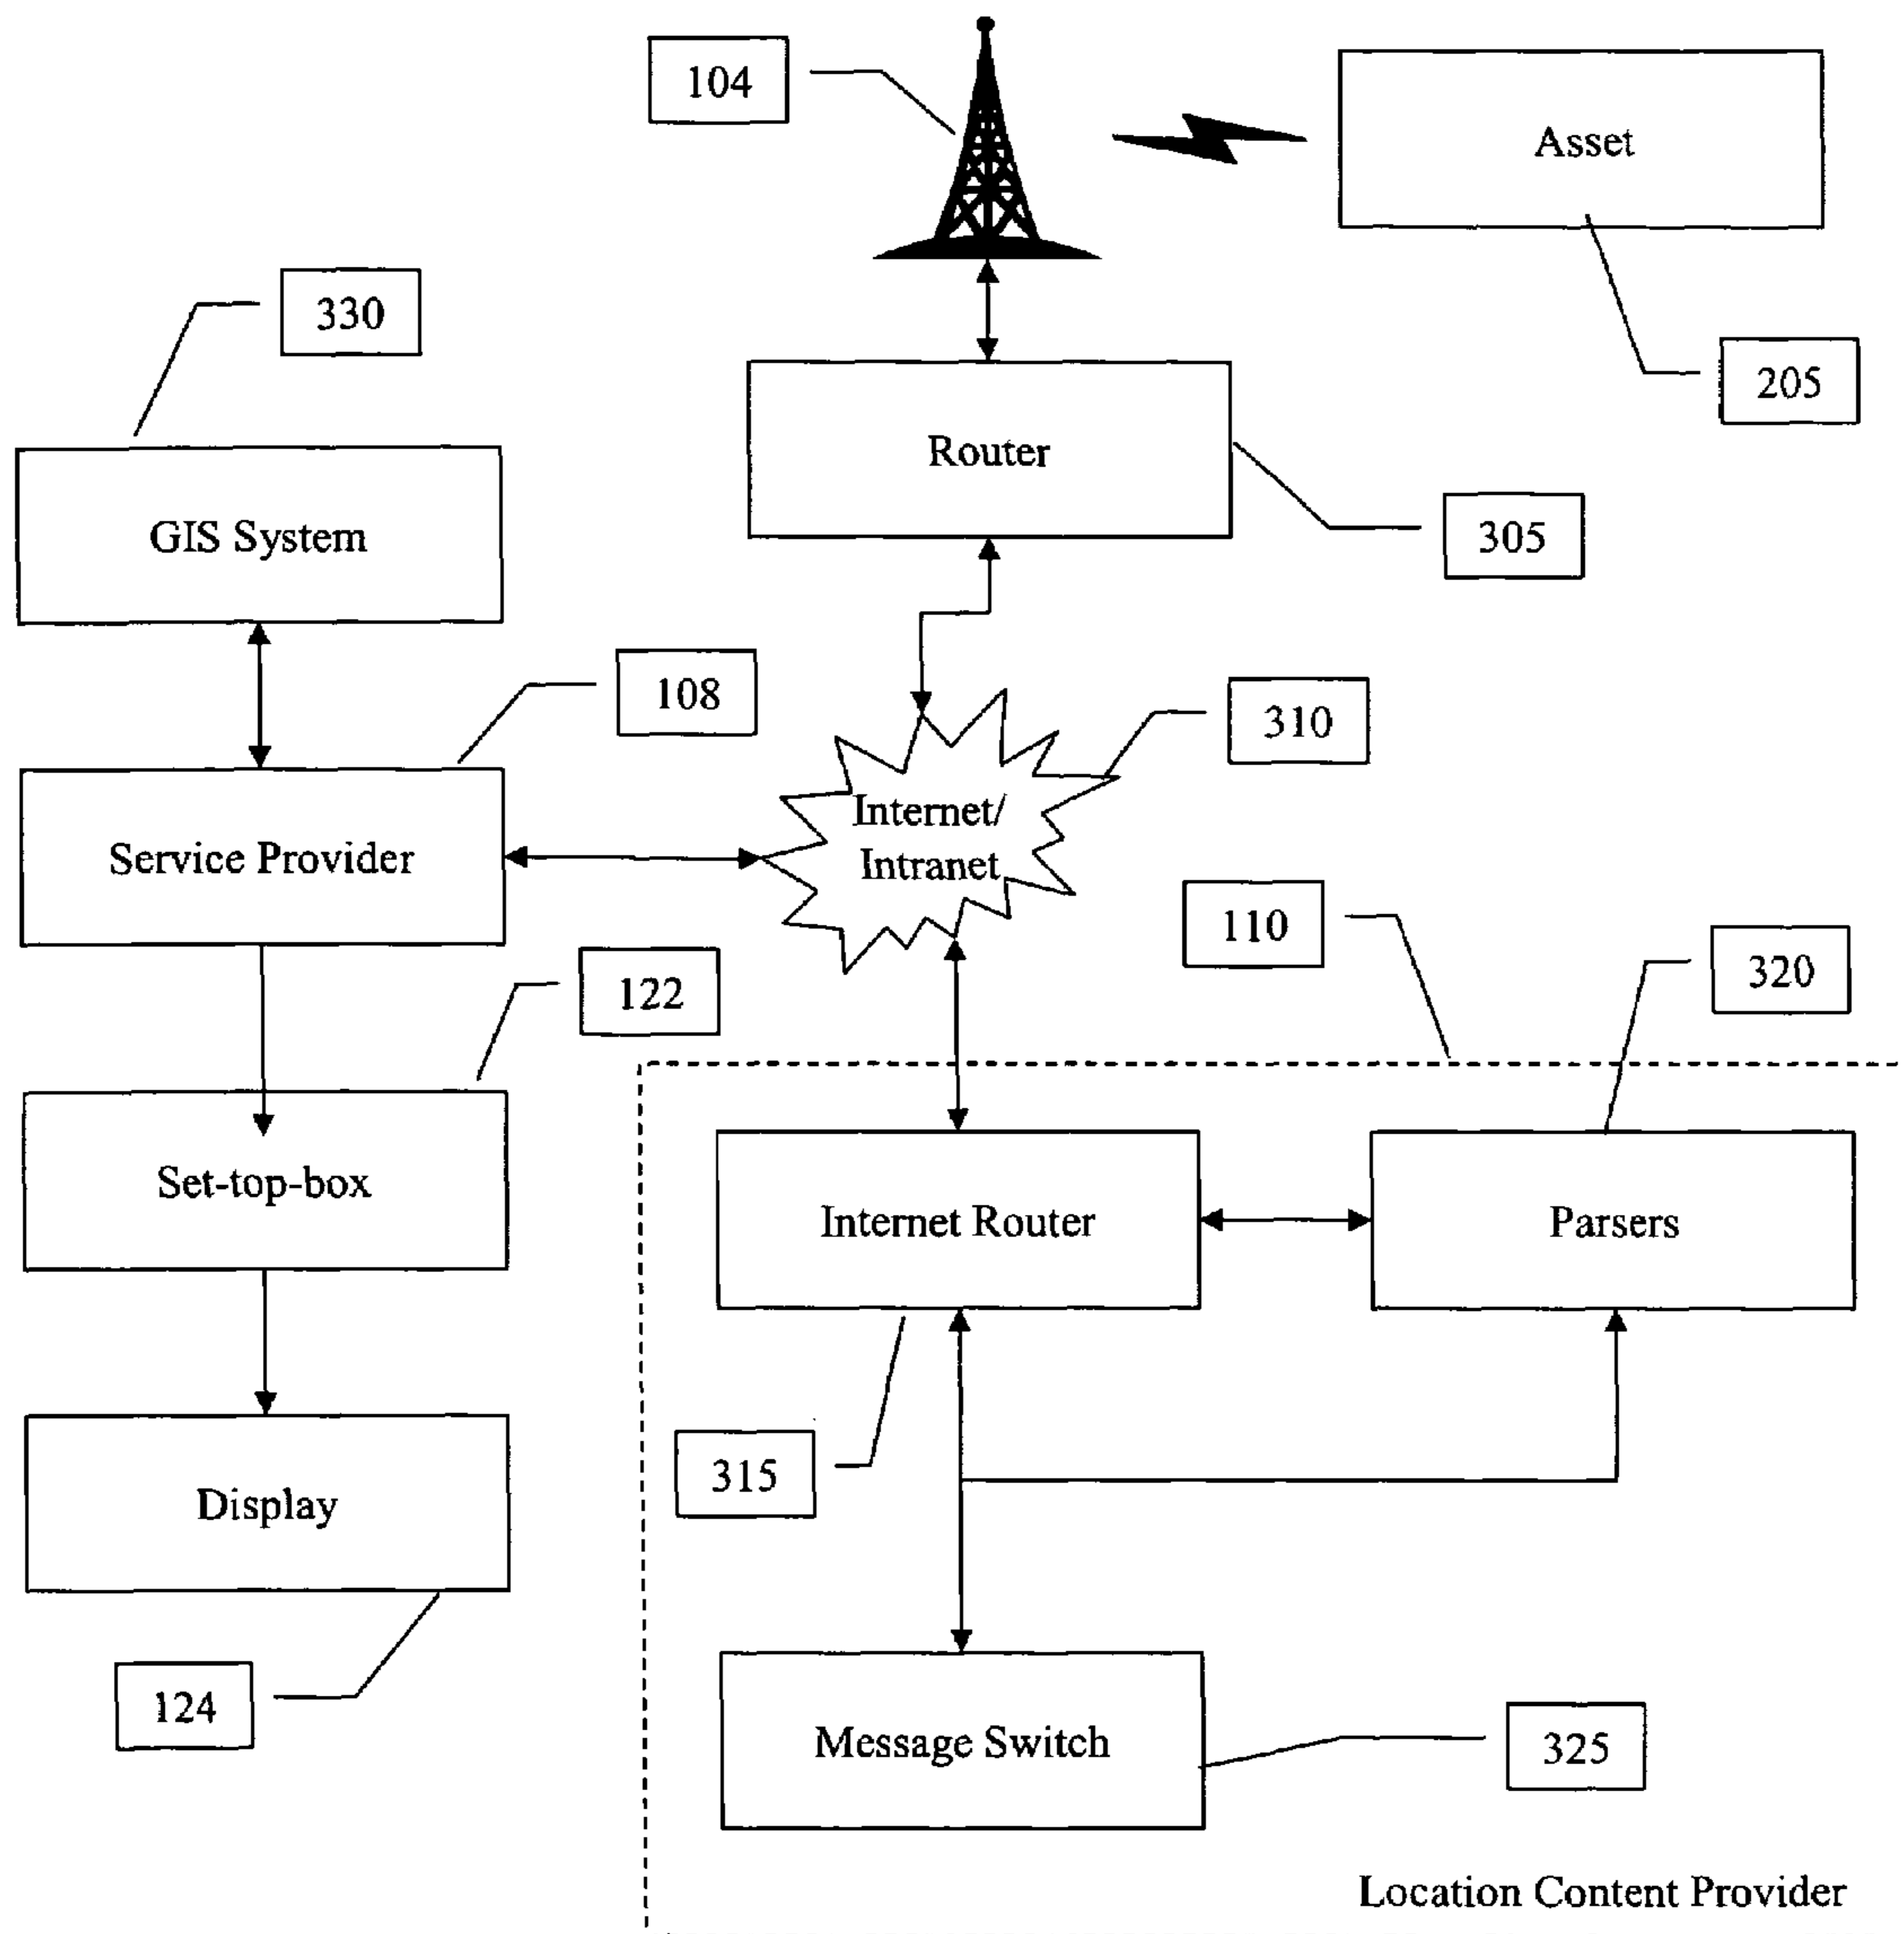 104
Asset
330
205
Router
GIS System
305
108
310
Internet/
Intranet
Service Provider
110
320
122
Set-top-box
Internet Router
Parsers
315
Display
124
Message Switch
325
Location Content Provider